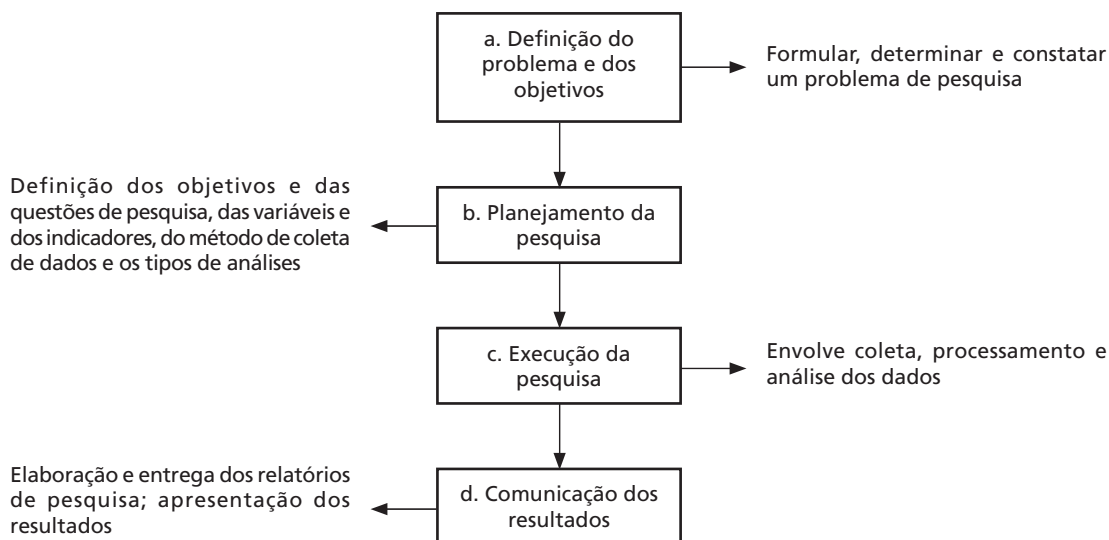 a. Definição do
problema e dos
objetivos
Formular, determinar e constatar
um problema de pesquisa
Definição dos objetivos e das
questões de pesquisa, das variáveis e
dos indicadores, do método de coleta
de dados e os tipos de análises
b. Planejamento da
pesquisa
c. Execução da
pesquisa
Envolve coleta, processamento e
análise dos dados
Elaboração e entrega dos relatórios
de pesquisa; apresentação dos
resultados
d. Comunicação dos
resultados